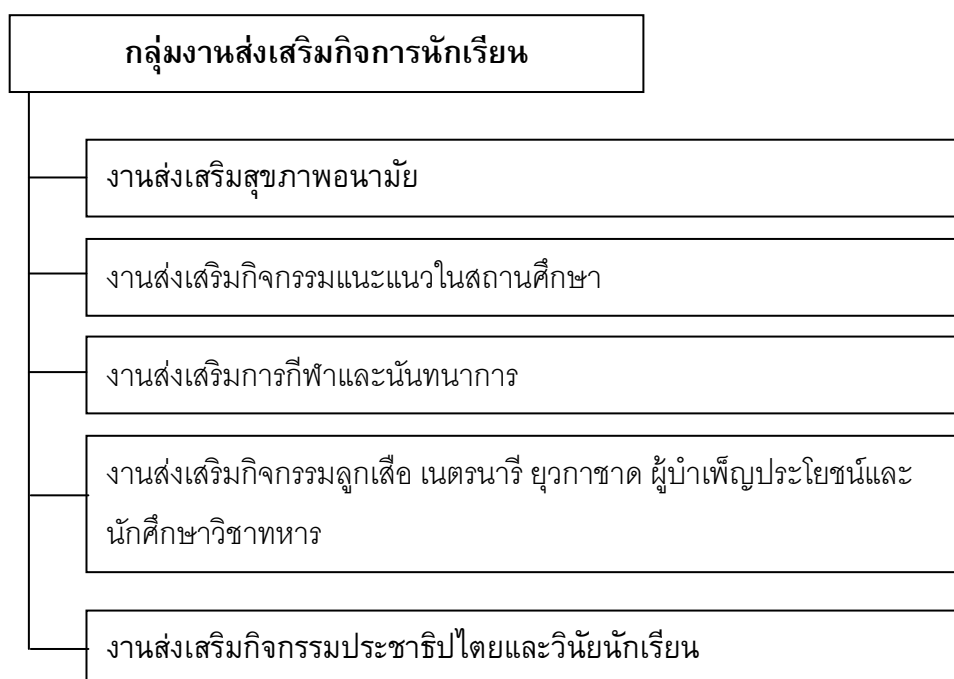 กลุ่มงานส่งเสริมกิจการนักเรียน
งานส่งเสริมสุขภาพอนามัย
งานส่งเสริมกิจกรรมแนะแนวในสถานศึกษา
งานส่งเสริมการกีฬาและนันทนาการ
งานส่งเสริมกิจกรรมลูกเสือ เนตรนารี ยุวกาชาด ผู้บำเพ็ญประโยชน์และ
นักศึกษาวิชาทหาร
งานส่งเสริมกิจกรรมประชาธิปไตยและวินัยนักเรียน